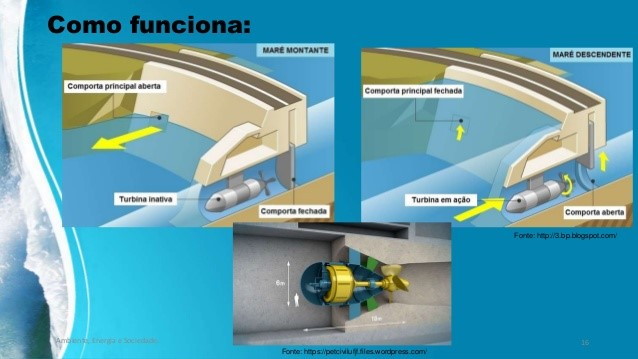 Como funciona:
MARÉ MONTANTE
Comporta principal aberta
Turbina inativa
Comporta fechada
MARÉ DESCENDENTE
Comporta principal fechada
Turbina em ação
Comporta aberta
Fonte: http://3.bp.blogspot.com/
6m
18m
Ambiente, Energia e Sociedade
16
Fonte: https://petcivilufjf.files.wordpress.com/